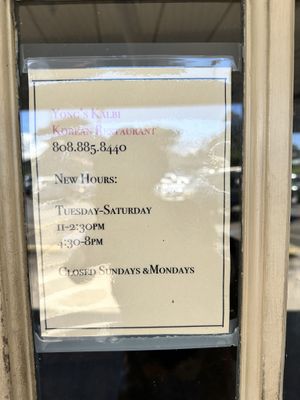 Yong's Kalbi
Korean Restaurant
808.885.8440
New Hours:
Tuesday-Saturday
11-2:30pm
4:30-8pm
Closed Sundays &Mondays